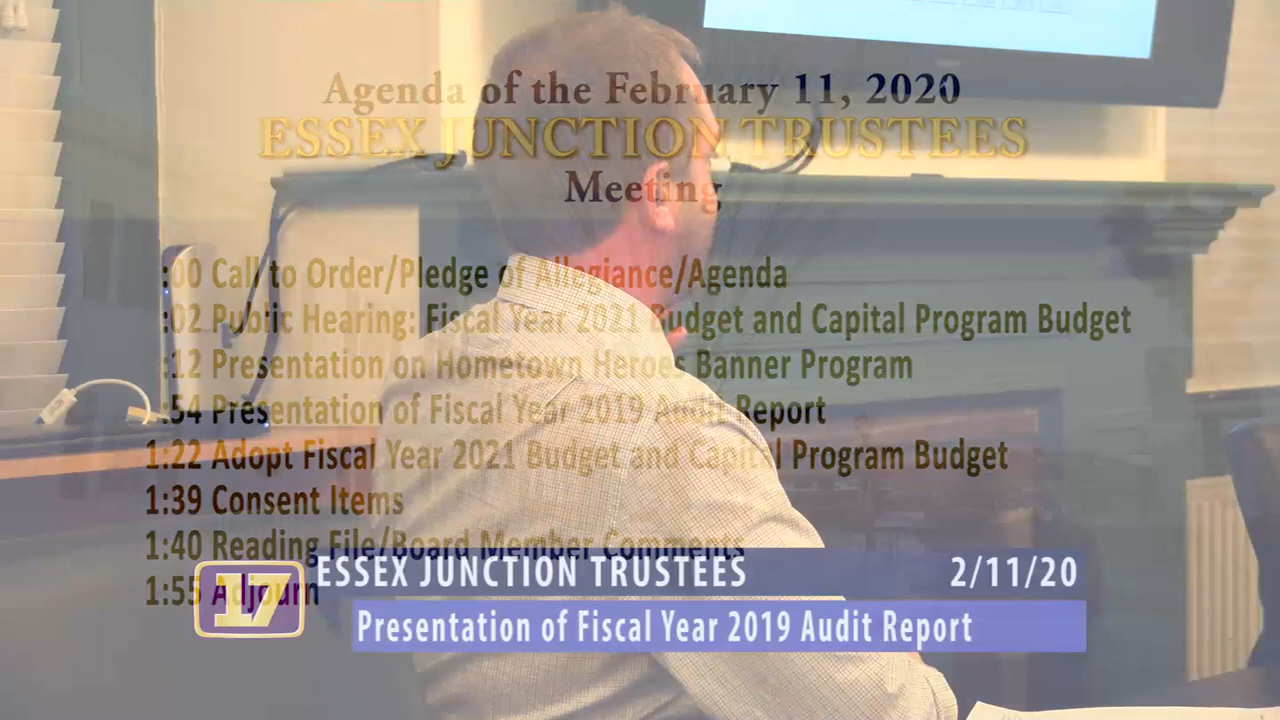 Agenda of the February 11, 2020
ESSEX JUNCTION TRUSTEES
Meeting
:00 Call to Order/Pledge of Allegiance/Agenda
:02 Public Hearing: Fiscal Year 2021 Budget and Capital Program Budget
:12 Presentation on Hometown Heroes Banner Program
:54 Presentation of Fiscal Year 2019 Audit Report
1:22 Adopt Fiscal Year 2021 Budget and Capital Program Budget
1:39 Consent Items
1:40 Reading File/Board Member Comments
1:55 Adjourn
17
ESSEX JUNCTION TRUSTEES 2/11/20
Presentation of Fiscal Year 2019 Audit Report